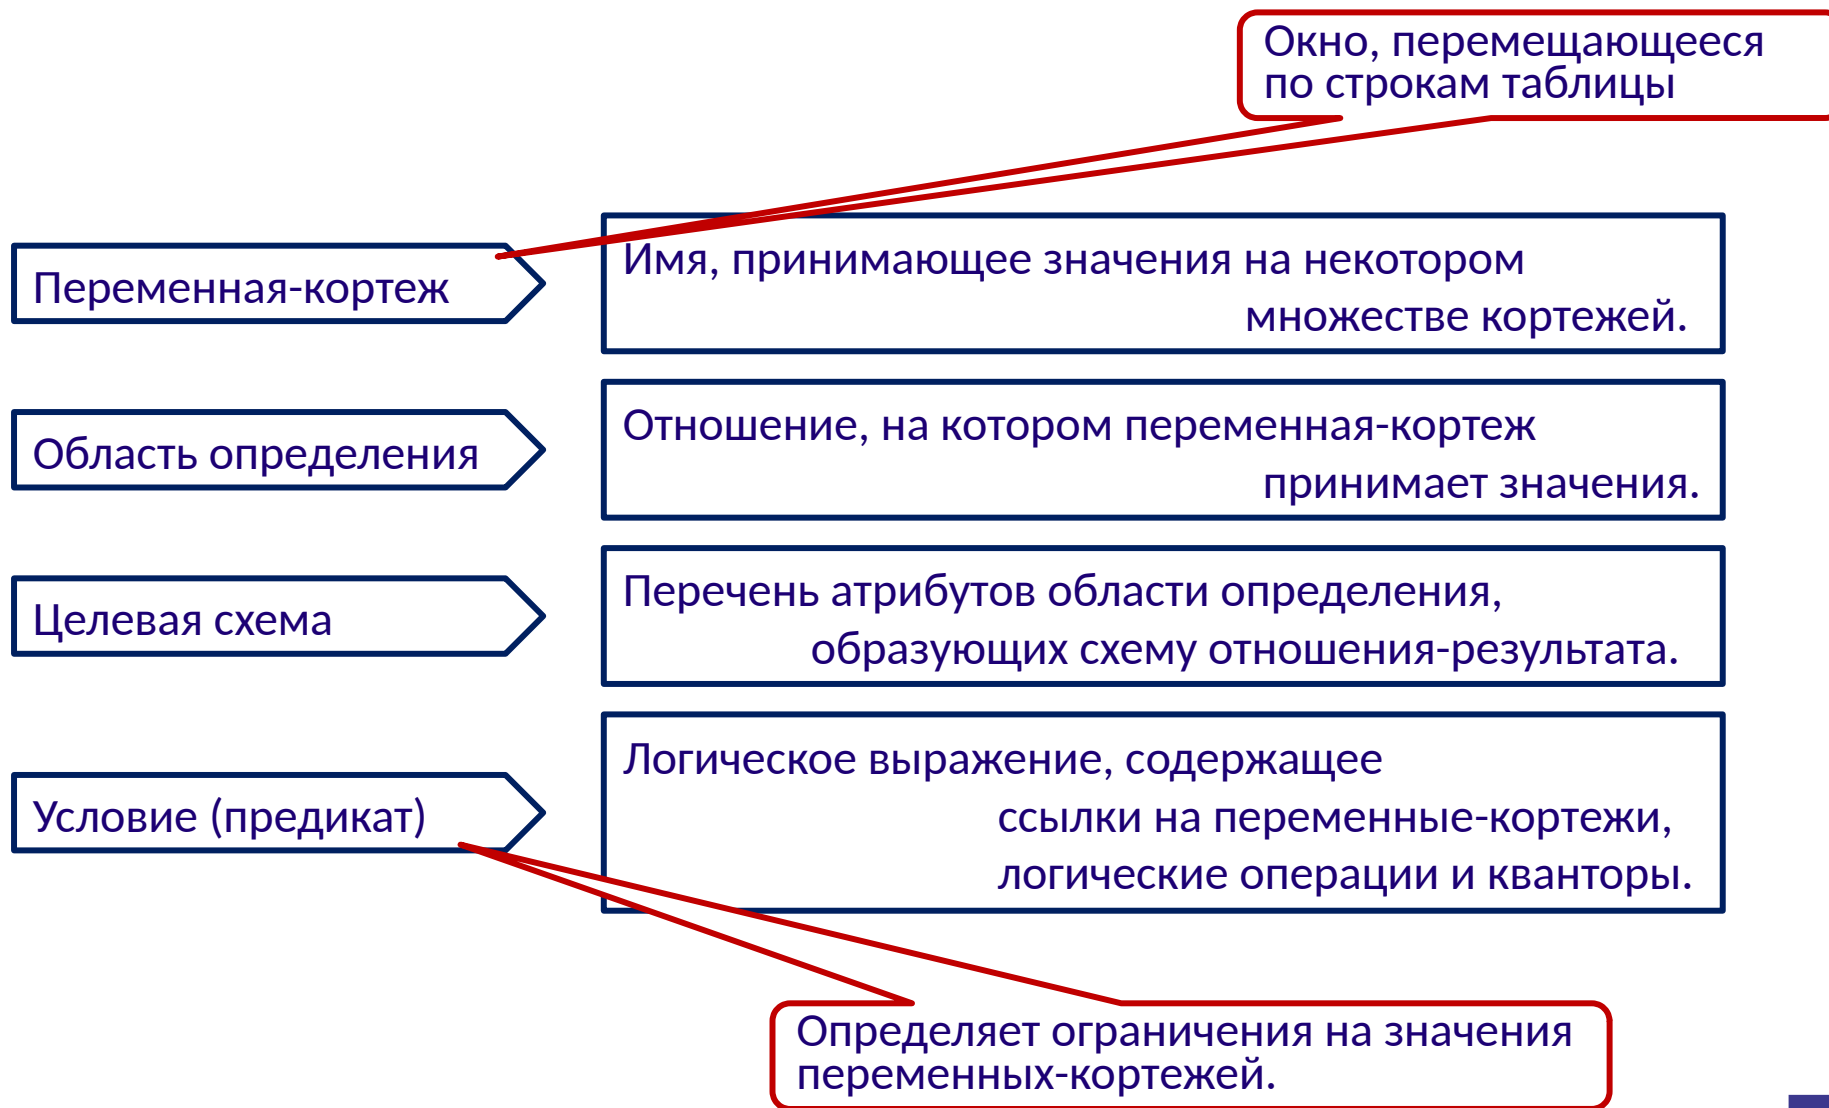 Окно, перемещающееся
по строкам таблицы
Переменная-кортеж
Имя, принимающее значения на некотором
множестве кортежей.
Область определения
Отношение, на котором переменная-кортеж
принимает значения.
Целевая схема
Перечень атрибутов области определения,
образующих схему отношения-результата.
Условие (предикат)
Логическое выражение, содержащее
ссылки на переменные-кортежи,
логические операции и кванторы.
Определяет ограничения на значения
переменных-кортежей.